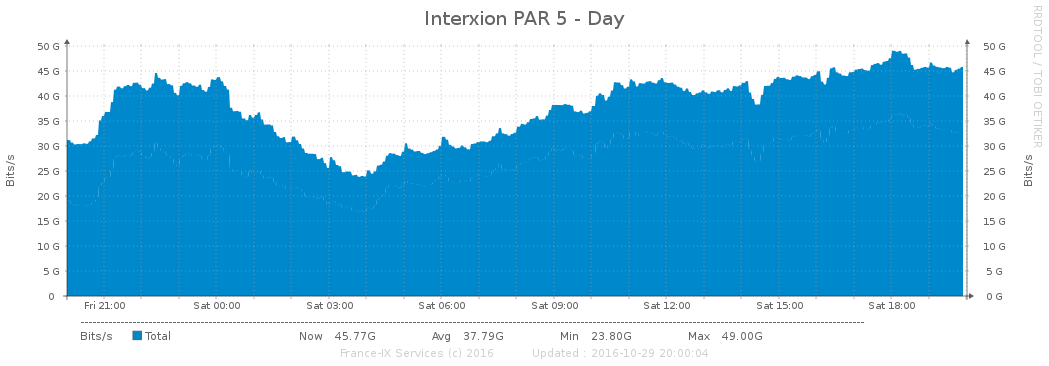 Interxion PAR 5 - Day
RRDTOOL / TOBI OETIKER
Bits/s
50 G 50 G
45 G 45 G
40 G 40 G
35 G 35 G
30 G 30 G
25 G 25 G
20 G 20 G
15 G 15 G
10 G 10 G
5 G 5 G
0 0 G
Bits/s
Fri 21:00 Sat 00:00 Sat 03:00 Sat 06:00 Sat 09:00 Sat 12:00 Sat 15:00 Sat 18:00
Bits/s Total Now 45.77G Avg 37.79G Min 23.80G Max 49.00G
France-IX Services (c) 2016 Updated : 2016-10-29 20:00:04